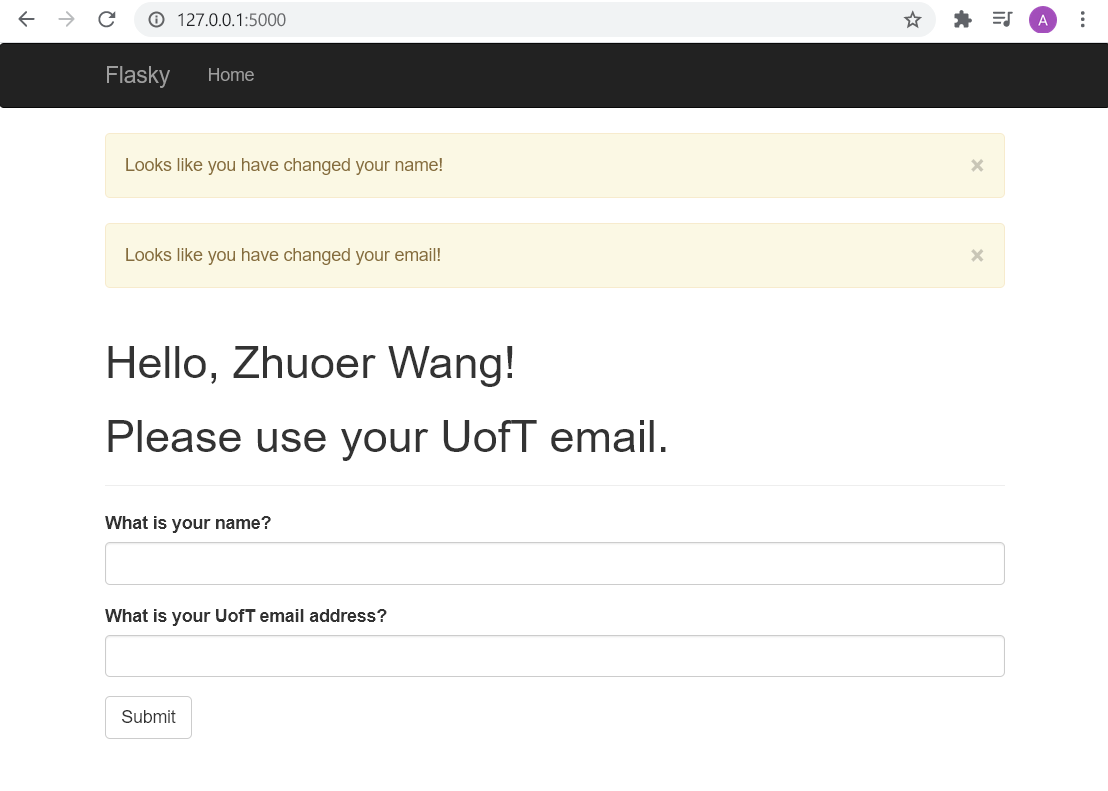 127.0.0.1:5000
A
Flasky Home
Looks like you have changed your name! ×
Looks like you have changed your email! ×
Hello, Zhuoer Wang!
Please use your UofT email.
What is your name?
What is your UofT email address?
Submit